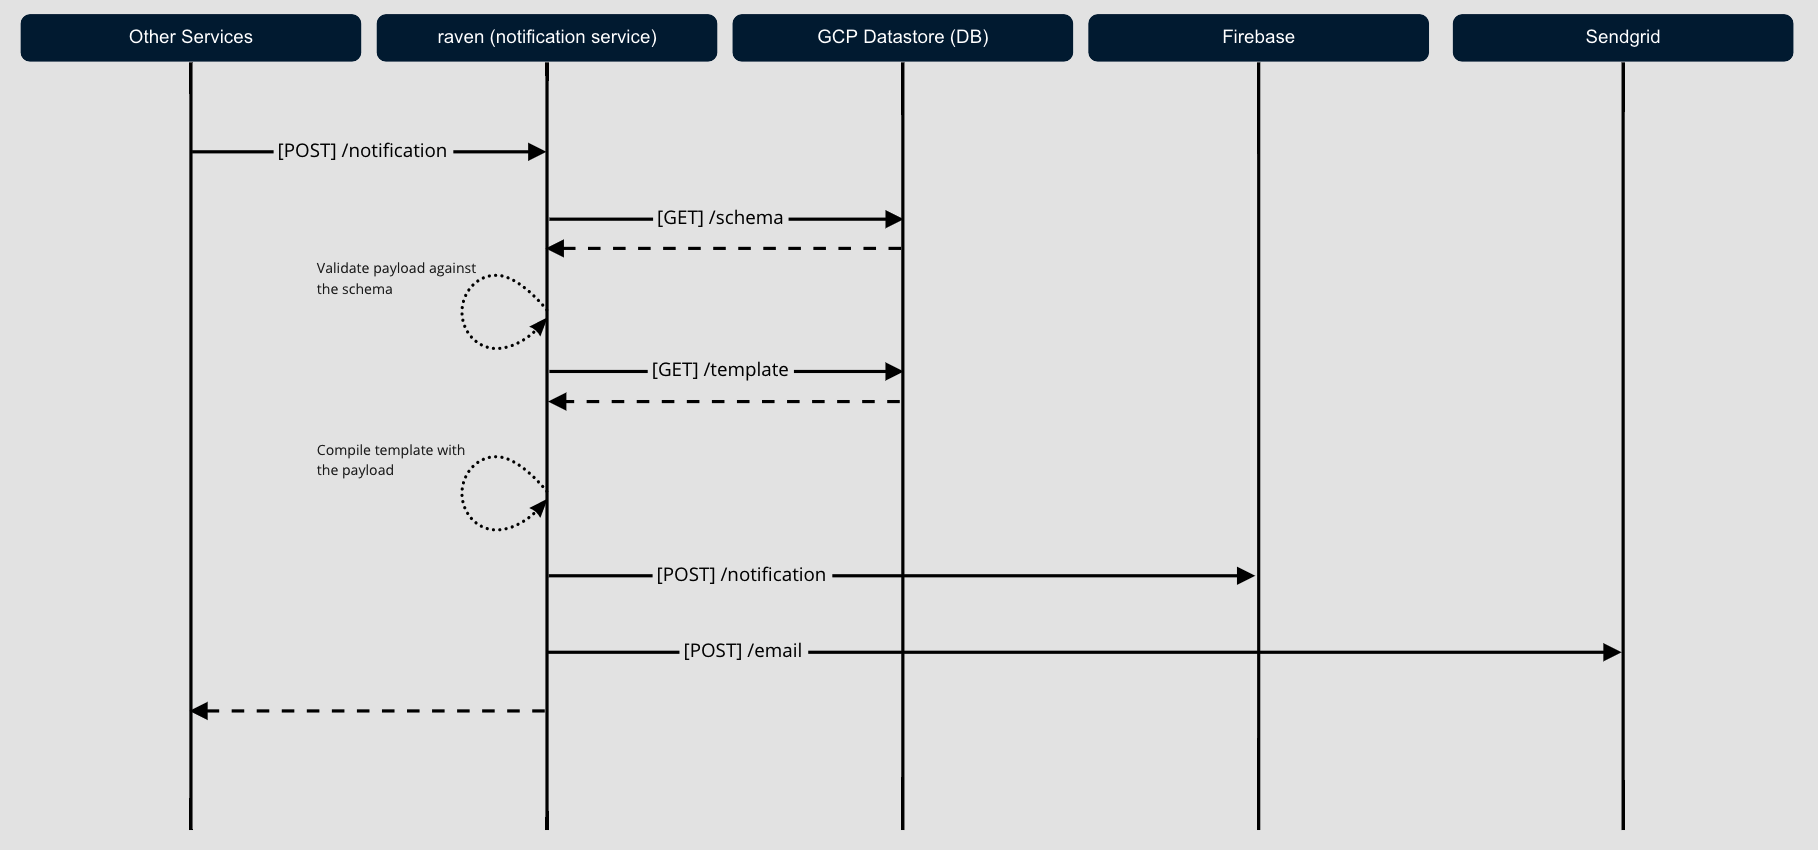 Other Services
raven (notification service)
GCP Datastore (DB)
Firebase
Sendgrid
[POST] /notification
[GET] /schema
Validate payload against
the schema
[GET] /template
Compile template with
the payload
[POST] /notification
[POST] /email